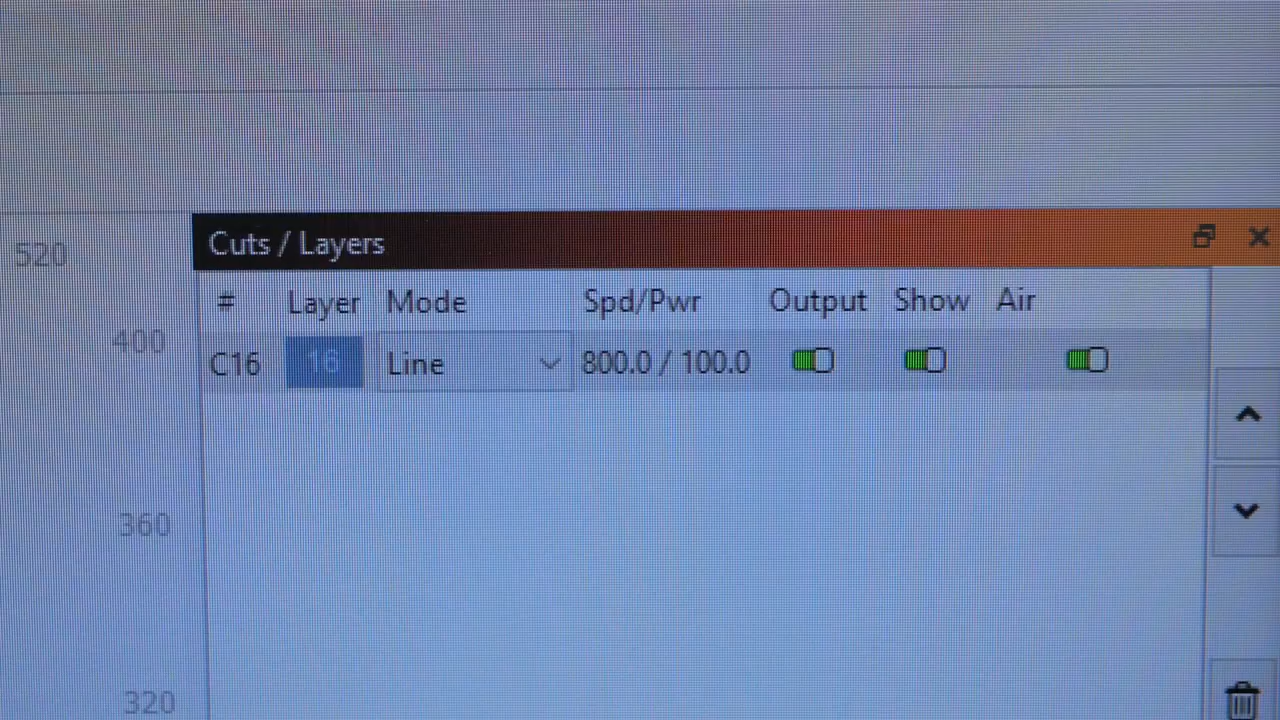 Cuts / Layers
520
# Layer Mode Spd/Pwr Output Show Air
400
C16 16 Line 800.0 / 100.0
360
320